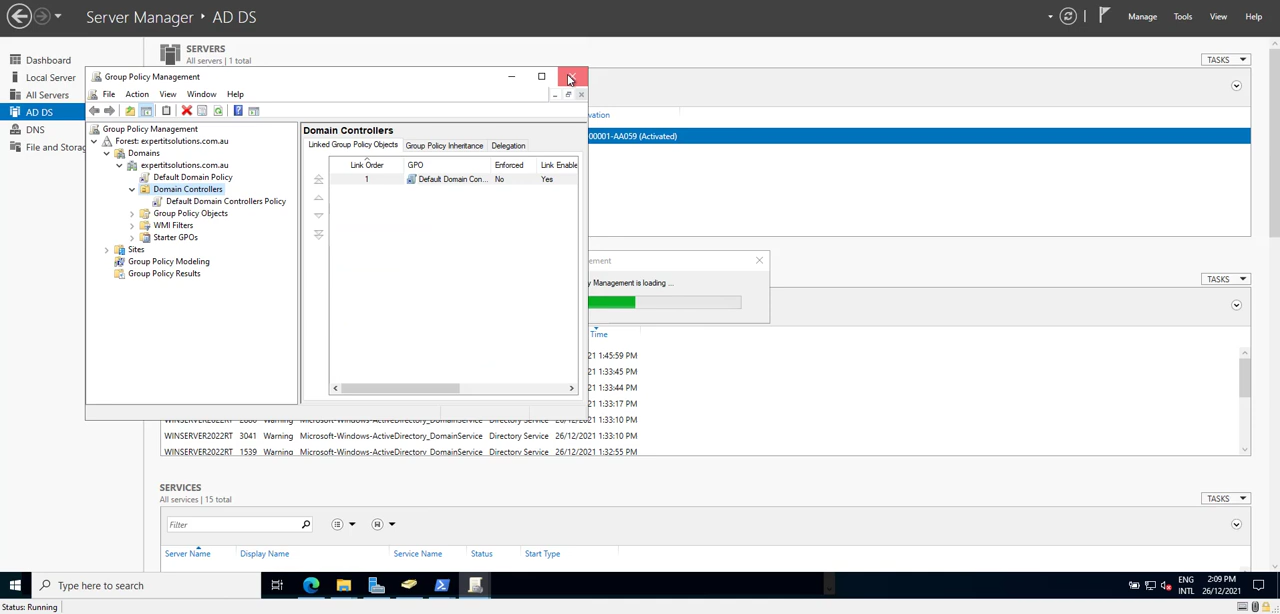 Server Manager ‣ AD DS
Manage Tools View Help
Dashboard
Local Server
All Servers
AD DS
DNS
File and Storag
SERVERS
All servers | 1 total
TASKS
Group Policy Management
File Action View Window Help
Group Policy Management
Forest: expertitsolutions.com.au
Domains
expertitsolutions.com.au
Default Domain Policy
Domain Controllers
Default Domain Controllers Policy
Group Policy Objects
WMI Filters
Starter GPOs
Sites
Group Policy Modeling
Group Policy Results
Domain Controllers
Linked Group Policy Objects Group Policy Inheritance Delegation
Link Order GPO Enforced Link Enable
1 Default Domain Con... No Yes
vation
00001-AA059 (Activated)
ement
y Management is loading ...
TASKS
Time
21 1:45:59 PM
21 1:33:45 PM
21 1:33:44 PM
21 1:33:17 PM
26/12/2021 1:33:10 PM
WINSERVER2022RT 3041 Warning Microsoft-Windows-ActiveDirectory_DomainService Directory Service 26/12/2021 1:33:10 PM
WINSERVER2022RT 1539 Warning Microsoft-Windows-ActiveDirectory_DomainService Directory Service 26/12/2021 1:32:55 PM
SERVICES
All services | 15 total
TASKS
Filter
Server Name Display Name Service Name Status Start Type
Type here to search
ENG
INTL
2:09 PM
26/12/2021
Status: Running